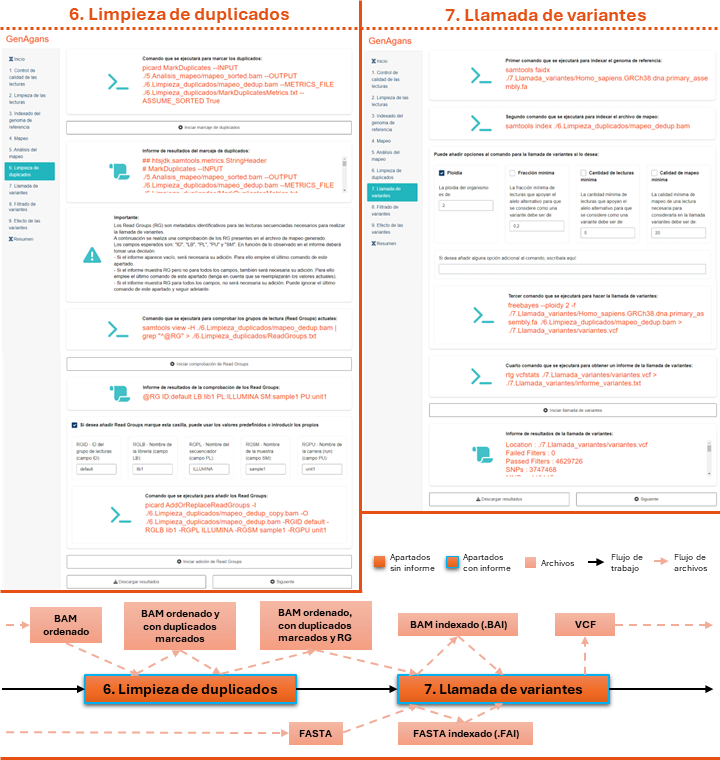 6. Limpieza de duplicados
GenAgans
Inicio
1. Control de
calidad de las
lecturas
2. Limpieza de las
lecturas
3. Indexado del
genoma de
referencia
4. Mapeo
5. Análisis del
mapeo
6. Limpieza de
duplicados
7. Llamada de
variantes
8. Filtrado de
variantes
9. Efecto de las
variantes
Resumen
Comando que se ejecutará para marcar los duplicados:
picard MarkDuplicates --INPUT
./5.Analisis_mapeo/mapeo_sorted.bam --OUTPUT
./6.Limpieza_duplicados/mapeo_dedup.bam --METRICS_FILE
./6.Limpieza_duplicados/MarkDuplicatesMetrics.txt --
ASSUME_SORTED True
Iniciar marcaje de duplicados
Informe de resultados del marcaje de duplicados:
## htsjdk.samtools.metrics.StringHeader
# MarkDuplicates --INPUT
./5.Analisis_mapeo/mapeo_sorted.bam --OUTPUT
./6.Limpieza_duplicados/mapeo_dedup.bam --METRICS_FILE
./6.Limpieza_duplicados/MarkDuplicatesMetrics.txt
Importante:
Los Read Groups (RG) son metadatos identificativos para las lecturas secuenciadas necesarios para realizar
la llamada de variantes.
A continuación se realiza una comprobación de los RG presentes en el archivo de mapeo generado.
Los campos esperados son: "ID", "LB", "PL", "PU" y "SM". En función de lo observado en el informe deberá
tomar una decisión:
- Si el informe aparece vacío, será necesaria su adición. Para ello emplee el último comando de este
apartado.
- Si el informe muestra RG pero no para todos los campos, también será necesaria su adición. Para ello
emplee el último comando de este apartado (tenga en cuenta que se reemplazarán los valores actuales).
- Si el informe muestra RG para todos los campos, no será necesaria su adición. Puede ignorar el último
comando de este apartado y seguir adelante.
Comando que se ejecutará para comprobar los grupos de lectura (Read Groups) actuales:
samtools view -H ./6.Limpieza_duplicados/mapeo_dedup.bam |
grep "^@RG" > ./6.Limpieza_duplicados/ReadGroups.txt
Iniciar comprobación de Read Groups
Informe de resultados de la comprobación de los Read Groups:
@RG ID:default LB:lib1 PL:ILLUMINA SM:sample1 PU:unit1
Si desea añadir Read Groups marque esta casilla, puede usar los valores predefinidos o introducir los propios
RGID - ID del
grupo de lecturas
(campo ID)
default
RGLB - Nombre de
la librería (campo
LB)
lib1
RGPL - Nombre del
secuenciador
(campo PL)
ILLUMINA
RGSM - Nombre de
la muestra
(campo SM)
sample1
RGPU - Nombre de
la carrera (run)
(campo PU)
unit1
Comando que se ejecutará para añadir los Read Groups:
picard AddOrReplaceReadGroups -I
./6.Limpieza_duplicados/mapeo_dedup_copy.bam -O
./6.Limpieza_duplicados/mapeo_dedup.bam -RGID default -
RGLB lib1 -RGPL ILLUMINA -RGSM sample1 -RGPU unit1
Iniciar adición de Read Groups
Descargar resultados
Siguiente
7. Llamada de variantes
GenAgans
Inicio
1. Control de
calidad de las
lecturas
2. Limpieza de las
lecturas
3. Indexado del
genoma de
referencia
4. Mapeo
5. Análisis del
mapeo
6. Limpieza de
duplicados
7. Llamada de
variantes
8. Filtrado de
variantes
9. Efecto de las
variantes
Resumen
Primer comando que se ejecutará para indexar el genoma de referencia:
samtools faidx
./7.Llamada_variantes/Homo_sapiens.GRCh38.dna.primary_asse
mbly.fa
Segundo comando que se ejecutará para indexar el archivo de mapeo:
samtools index ./6.Limpieza_duplicados/mapeo_dedup.bam
Puede añadir opciones al comando para la llamada de variantes si lo desea:
Ploidía
La ploidía del organismo
es de:
2
Fracción mínima
La fracción mínima de
lecturas que apoyen el
alelo alternativo para que
se considere como una
variante debe ser de:
0,2
Cantidad de lecturas
mínima
La cantidad mínima de
lecturas que apoyen el
alelo alternativo para que
se considere como una
variante debe ser de:
5
Calidad de mapeo
mínima
La calidad mínima de
mapeo de una lectura
necesaria para
considerarla en la llamada
variantes debe ser de:
20
Si desea añadir alguna opción adicional al comando, escríbala aquí:
Tercer comando que se ejecutará para hacer la llamada de variantes:
freebayes --ploidy 2 -f
./7.Llamada_variantes/Homo_sapiens.GRCh38.dna.primary_as
sembly.fa ./6.Limpieza_duplicados/mapeo_dedup.bam >
./7.Llamada_variantes/variantes.vcf
Cuarto comando que se ejecutará para obtener un informe de la llamada de variantes:
rtg vcfstats ./7.Llamada_variantes/variantes.vcf >
./7.Llamada_variantes/informe_variantes.txt
Iniciar llamada de variantes
Informe de resultados de la llamada de variantes:
Location : ./7.Llamada_variantes/variantes.vcf
Failed Filters : 0
Passed Filters : 4629726
SNPs : 3747468
Descargar resultados
Siguiente
Apartados
sin informe
Apartados
con informe
Archivos
Flujo de
trabajo
Flujo de
archivos
BAM
ordenado
BAM ordenado y
con duplicados
marcados
BAM ordenado,
con duplicados
marcados y RG
BAM indexado (.BAI)
VCF
6. Limpieza de duplicados
7. Llamada de variantes
FASTA
FASTA indexado (.FAI)